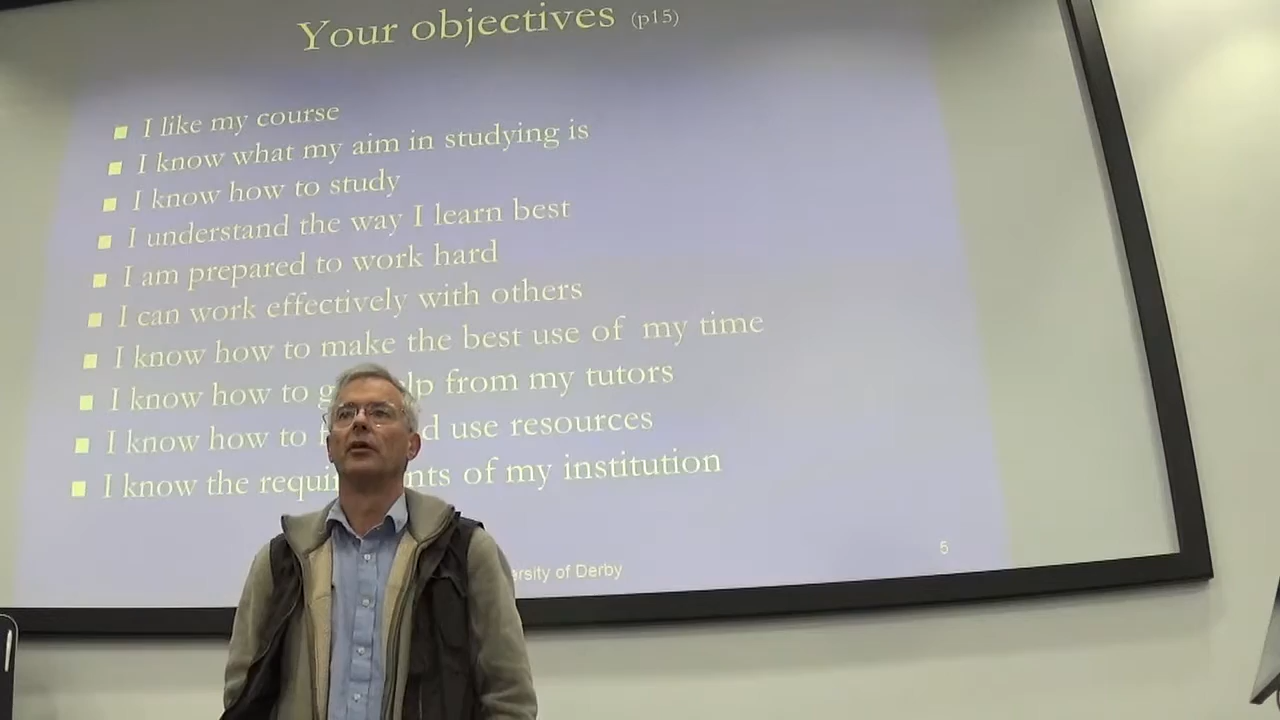 Your objectives (p15)
■ I like my course
■ I know what my aim in studying is
■ I know how to study
■ I understand the way I learn best
■ I am prepared to work hard
■ I can work effectively with others
■ I know how to make the best use of my time
■ I know how to from my tutors
■ I know how to use resources
■ I know the of my institution
of Derby
5